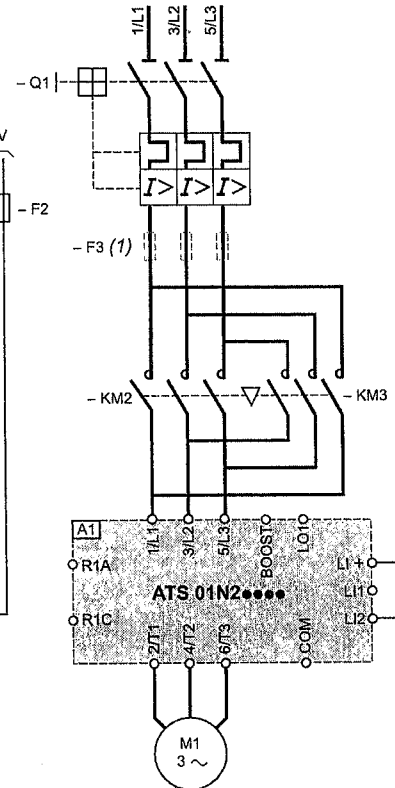 1/L1 3/L2 5/L3
– Q1
V
I> I> I>
– F2
– F3 (1)
– KM2
– KM3
A1
1/L1 3/L2 5/L3 BOOST LO1
R1A
LI +
ATS 01N2••••
LI1
R1C
LI2
2/T1 4/T2 6/T3 COM
M1
3 ~